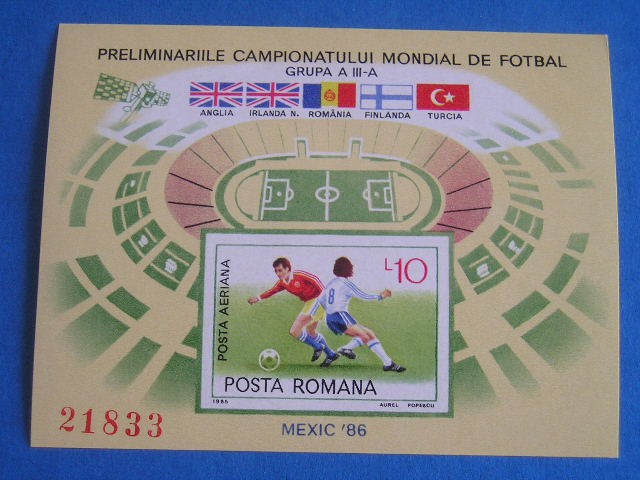 PRELIMINARIILE CAMPIONATULUI MONDIAL DE FOTBAL
GRUPA A III-A
ANGLIA IRLANDA N. ROMÂNIA FINLANDA TURCIA
L10
POSTA AERIANA
8
POSTA ROMANA
1985 AUREL POPESCU
21833
MEXIC '86